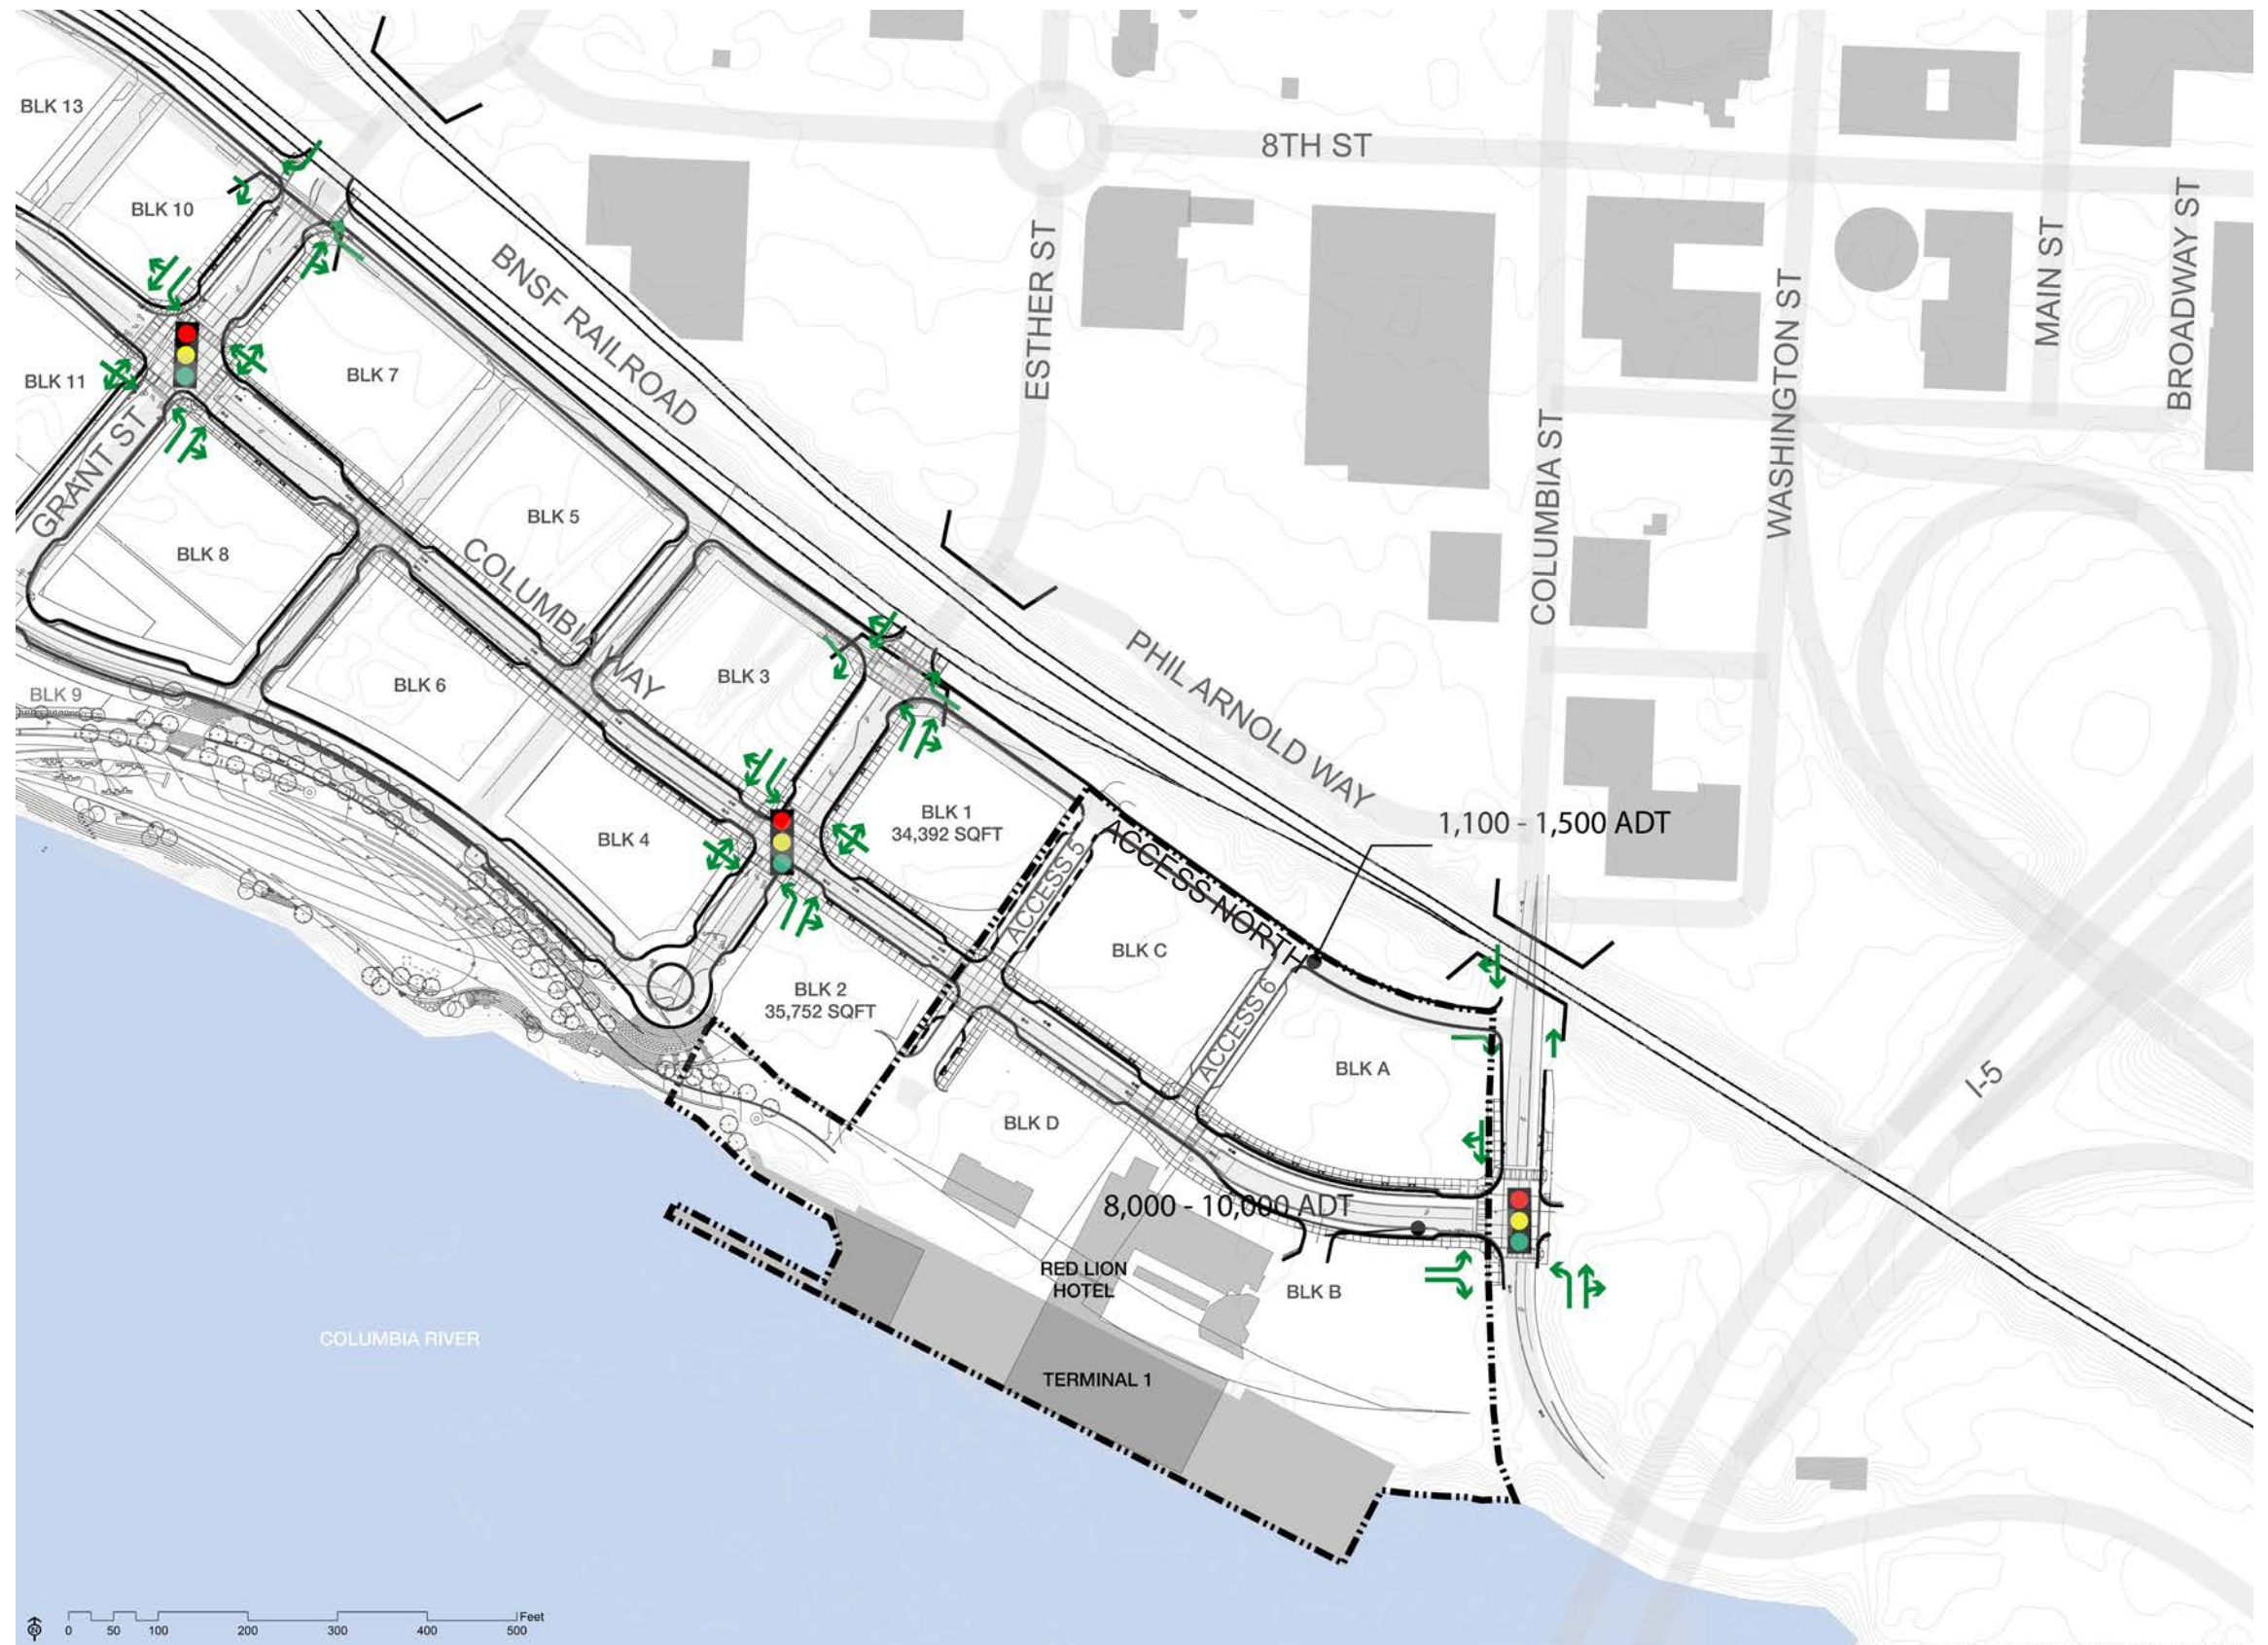 BLK 13
8TH ST
BLK 10
BROADWAY ST
MAIN ST
ESTHER ST
BNSF RAILROAD
WASHINGTON ST
BLK 7
BLK 11
COLUMBIA ST
GRANT ST
BLK 5
BLK 8
COLUMBIA WAY
PHIL ARNOLD WAY
BLK 3
BLK 6
BLK 9
BLK 1
34,392 SQFT
1,100 - 1,500 ADT
BLK 4
ACCESS 5
ACCESS NORTH
BLK C
BLK 2
35,752 SQFT
ACCESS 6
BLK A
I-5
BLK D
8,000 - 10,000 ADT
RED LION
HOTEL
BLK B
COLUMBIA RIVER
TERMINAL 1
Feet
N
0 50 100 200 300 400 500